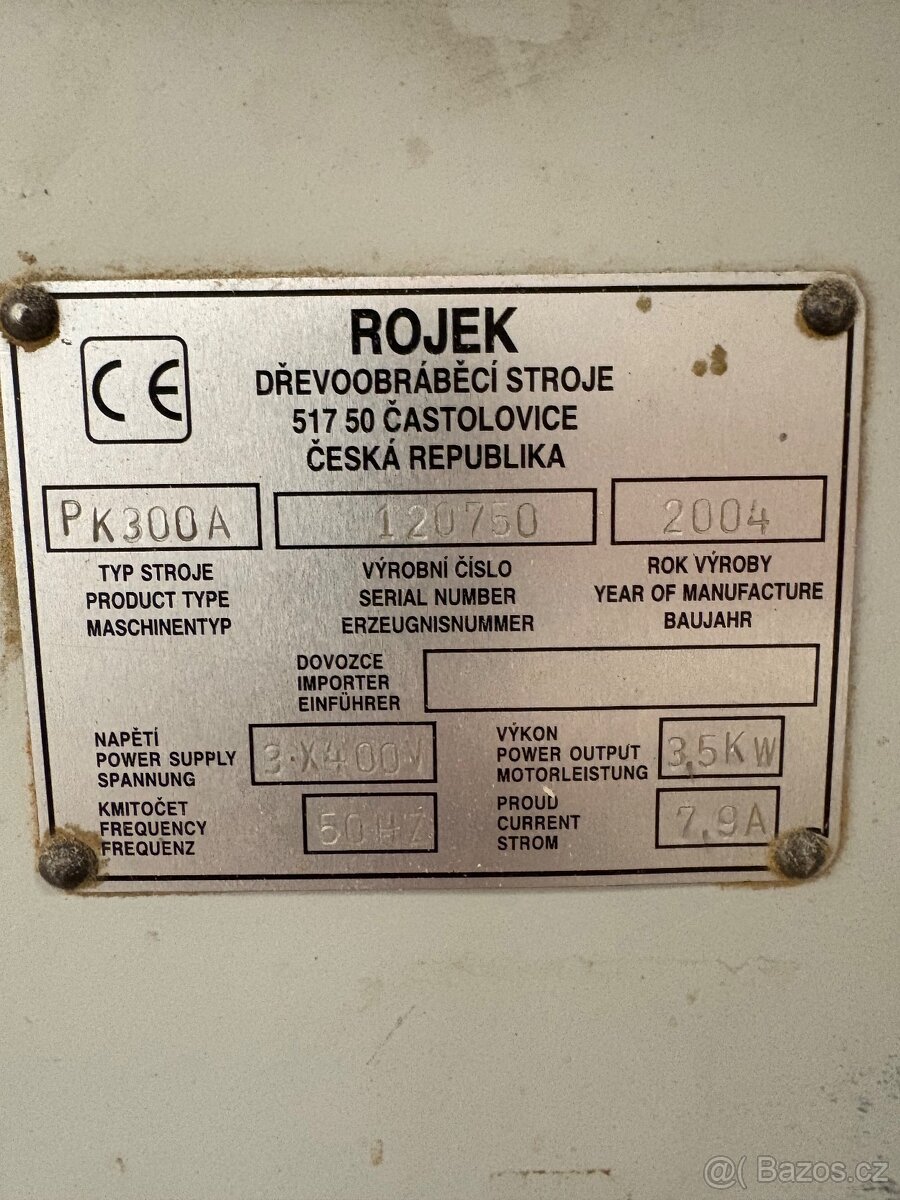 CE
ROJEK
DŘEVOOBRÁBĚCÍ STROJE
517 50 ČASTOLOVICE
ČESKÁ REPUBLIKA
PK300A 120750 2004
TYP STROJE VÝROBNÍ ČÍSLO ROK VÝROBY
PRODUCT TYPE SERIAL NUMBER YEAR OF MANUFACTURE
MASCHINENTYP ERZEUGNISNUMMER BAUJAHR
DOVOZCE
IMPORTER
EINFÜHRER
NAPĚTÍ
POWER SUPPLY
SPANNUNG
3X400V
VÝKON
POWER OUTPUT
MOTORLEISTUNG
3,5KW
KMITOČET
FREQUENCY
FREQUENZ
50HZ
PROUD
CURRENT
STROM
7,9A
@( Bazos.cz